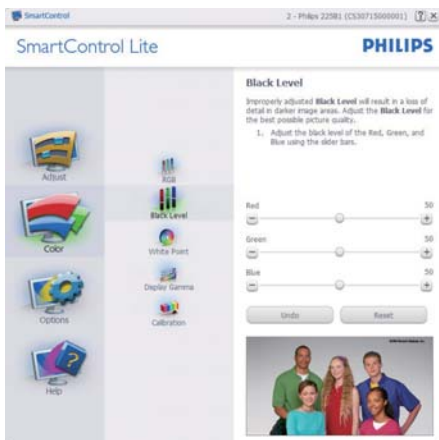 SmartControl
2 - Philips 225B1 (CS30715000001)
SmartControl Lite
PHILIPS
Adjust
Color
Options
Help
RGB
Black Level
White Point
Display Gamma
Calibration
Black Level
Improperly adjusted Black Level will result in a loss of
detail in darker image areas. Adjust the Black Level for
the best possible picture quality.
1. Adjust the black level of the Red, Green, and
Blue using the slider bars.
Red 50
Green 50
Blue 50
Undo
Reset